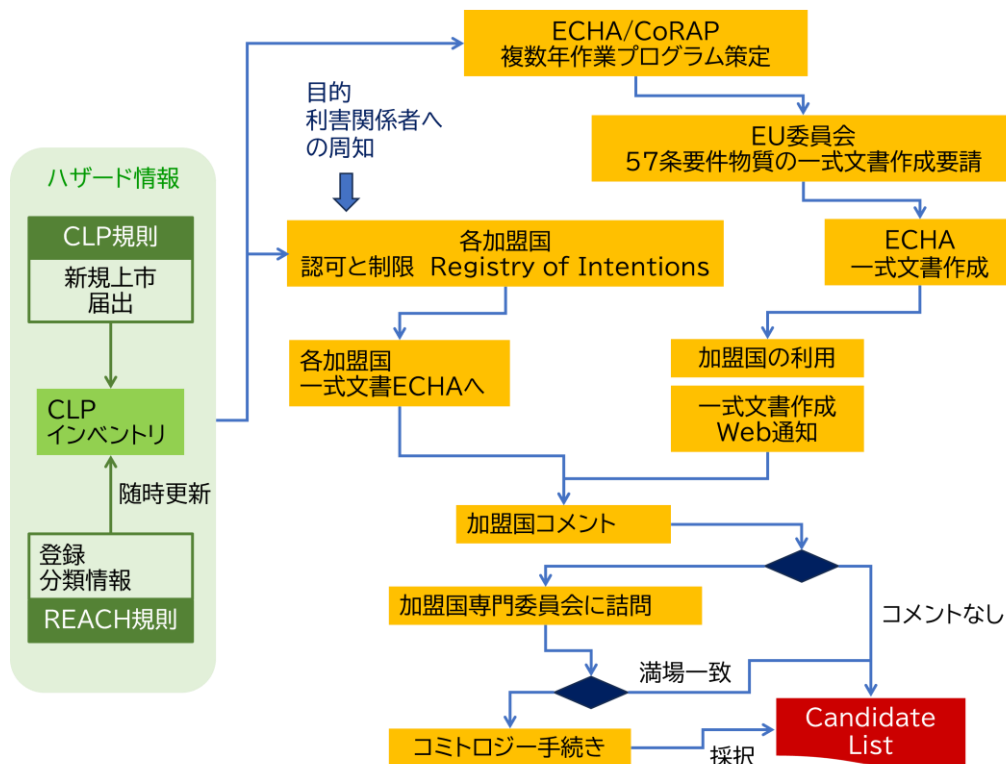 ECHA/CoRAP
複数年作業プログラム策定
目的
利害関係者へ
の周知
EU委員会
57条要件物質の一式文書作成要請
ハザード情報
CLP規則
新規上市
届出
各加盟国
認可と制限 Registry of Intentions
ECHA
一式文書作成
各加盟国
一式文書ECHAへ
加盟国の利用
一式文書作成
Web通知
CLP
インベントリ
随時更新
加盟国コメント
登録
分類情報
REACH規則
加盟国専門委員会に詰問
コメントなし
満場一致
コミトロジー手続き
採択
Candidate
List